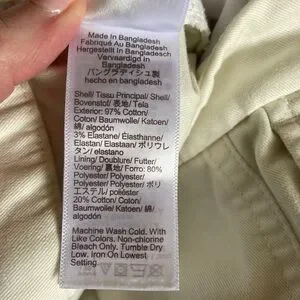 Made In Bangladesh
Fabriqué Au Bangladesh
Hergestellt In Bangladesch
Vervaardigd in
Bangladesh
バングラディシュ製
hecho en bangladesh
Shell/ Tissu Principal/ Shell/
Bovenstof/ 表地/ Tela
Exterior: 97% Cotton/
Coton/ Baumwolle/ Katoen/
綿/ algodón
3% Elastane/ Élasthanne/
Elastan/ Elastaan/ ポリウレ
タン/ elastano
Lining/ Doublure/ Futter/
Voering/ 裏地/ Forro: 80%
Polyester/ Polyester/
Polyester/ Polyester/ ポリ
エステル/ poliéster
20% Cotton/ Coton/
Baumwolle/ Katoen/ 綿/
algodón
Machine Wash Cold. With
Like Colors. Non-chlorine
Bleach Only. Tumble Dry
Low. Iron On Lowest
Setting.